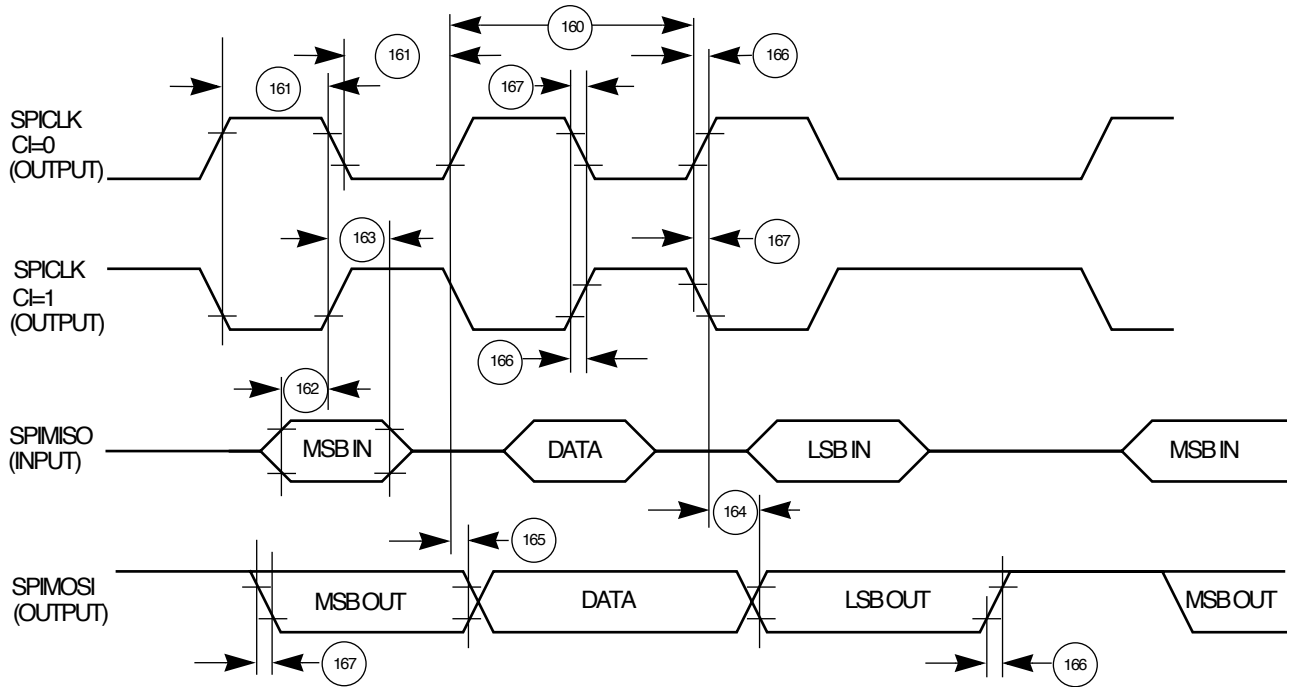 160
161
166
161
167
SPICLK
CI=0
(OUTPUT)
163
167
SPICLK
CI=1
(OUTPUT)
166
162
SPIMISO
(INPUT)
MSB IN
DATA
LSB IN
MSB IN
164
165
SPIMOSI
(OUTPUT)
MSB OUT
DATA
LSB OUT
MSB OUT
167
166